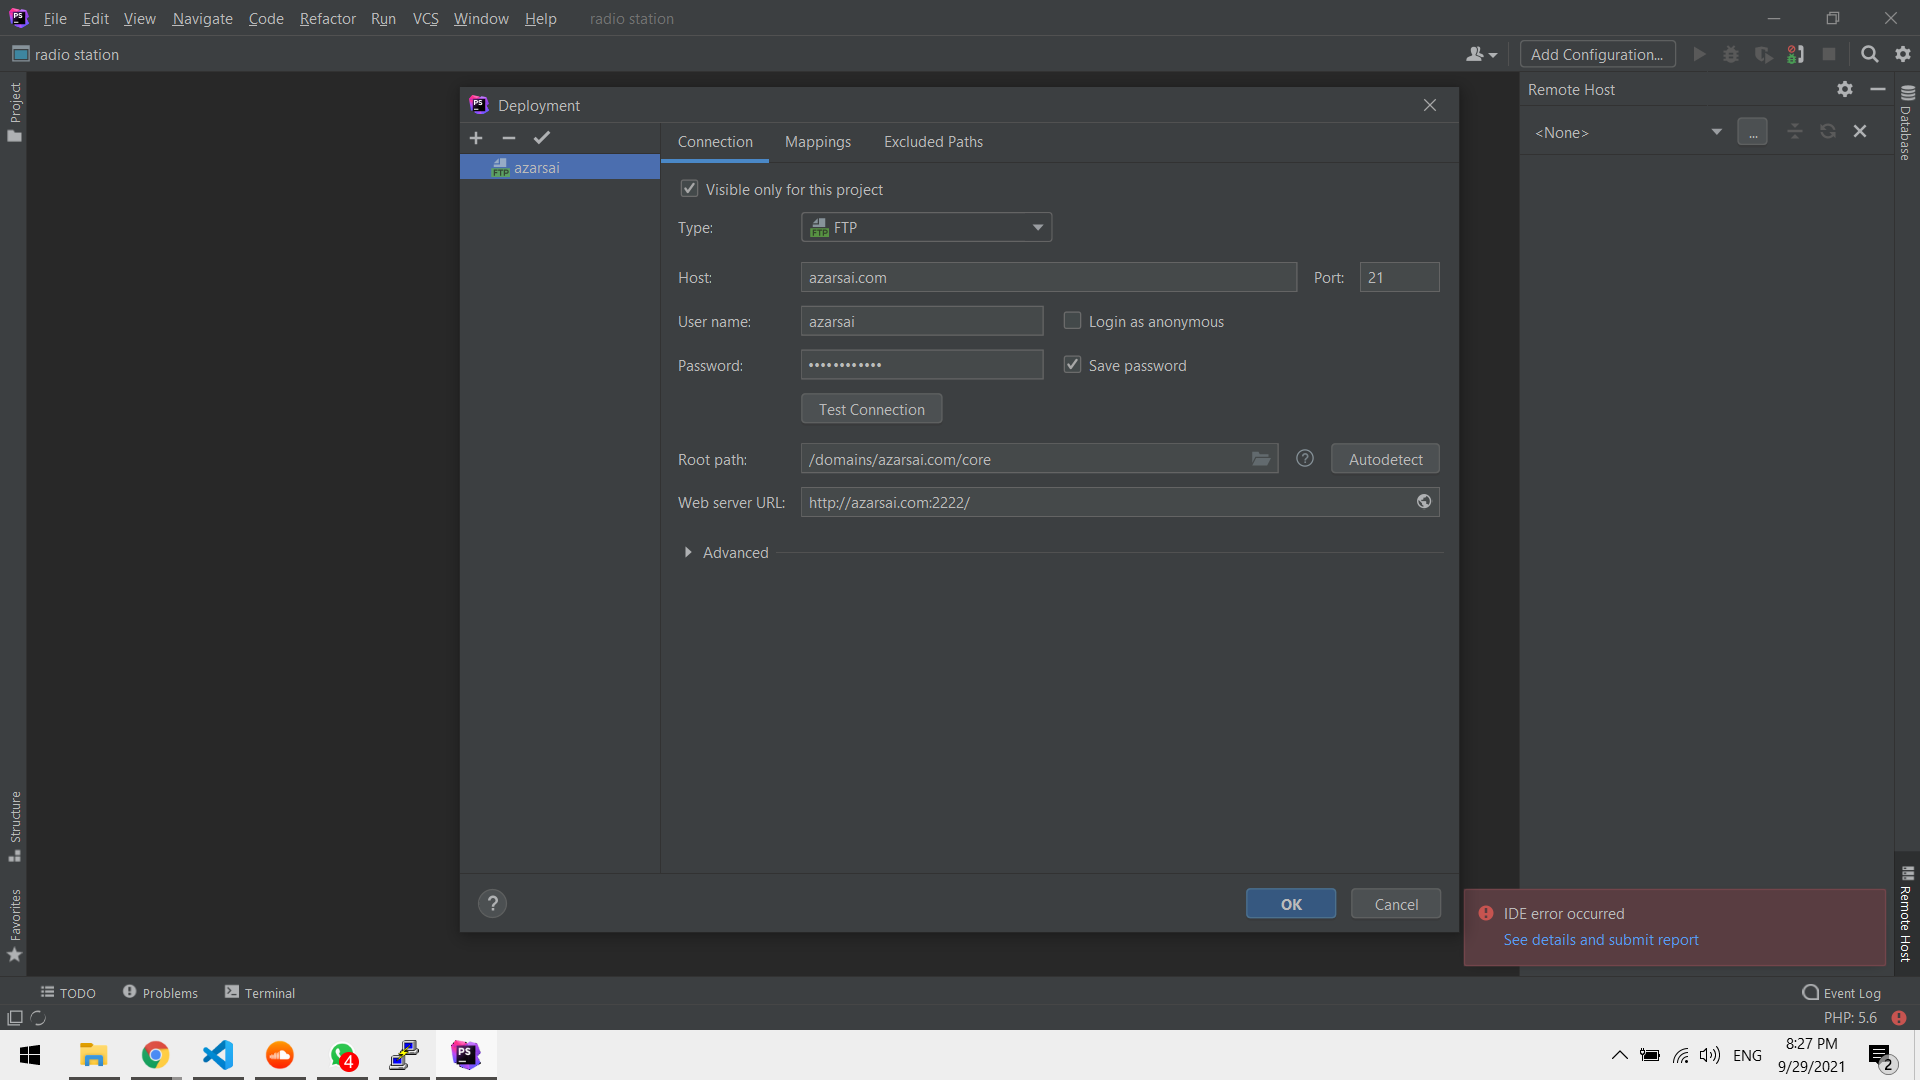 PS File Edit View Navigate Code Refactor Run VCS Window Help radio station
radio station
Add Configuration...
Project
Structure
Favorites
PS Deployment
FTP azarsai
Connection Mappings Excluded Paths
Visible only for this project
Type: FTP FTP
Host: azarsai.com Port: 21
User name: azarsai Login as anonymous
Password: •••••••••••• Save password
Test Connection
Root path: /domains/azarsai.com/core ? Autodetect
Web server URL: http://azarsai.com:2222/
Advanced
? OK Cancel
Remote Host
<None> ...
Database
Remote Host
IDE error occurred
See details and submit report
TODO Problems Terminal Event Log
PHP: 5.6
4 PS
ENG
8:27 PM
9/29/2021
2